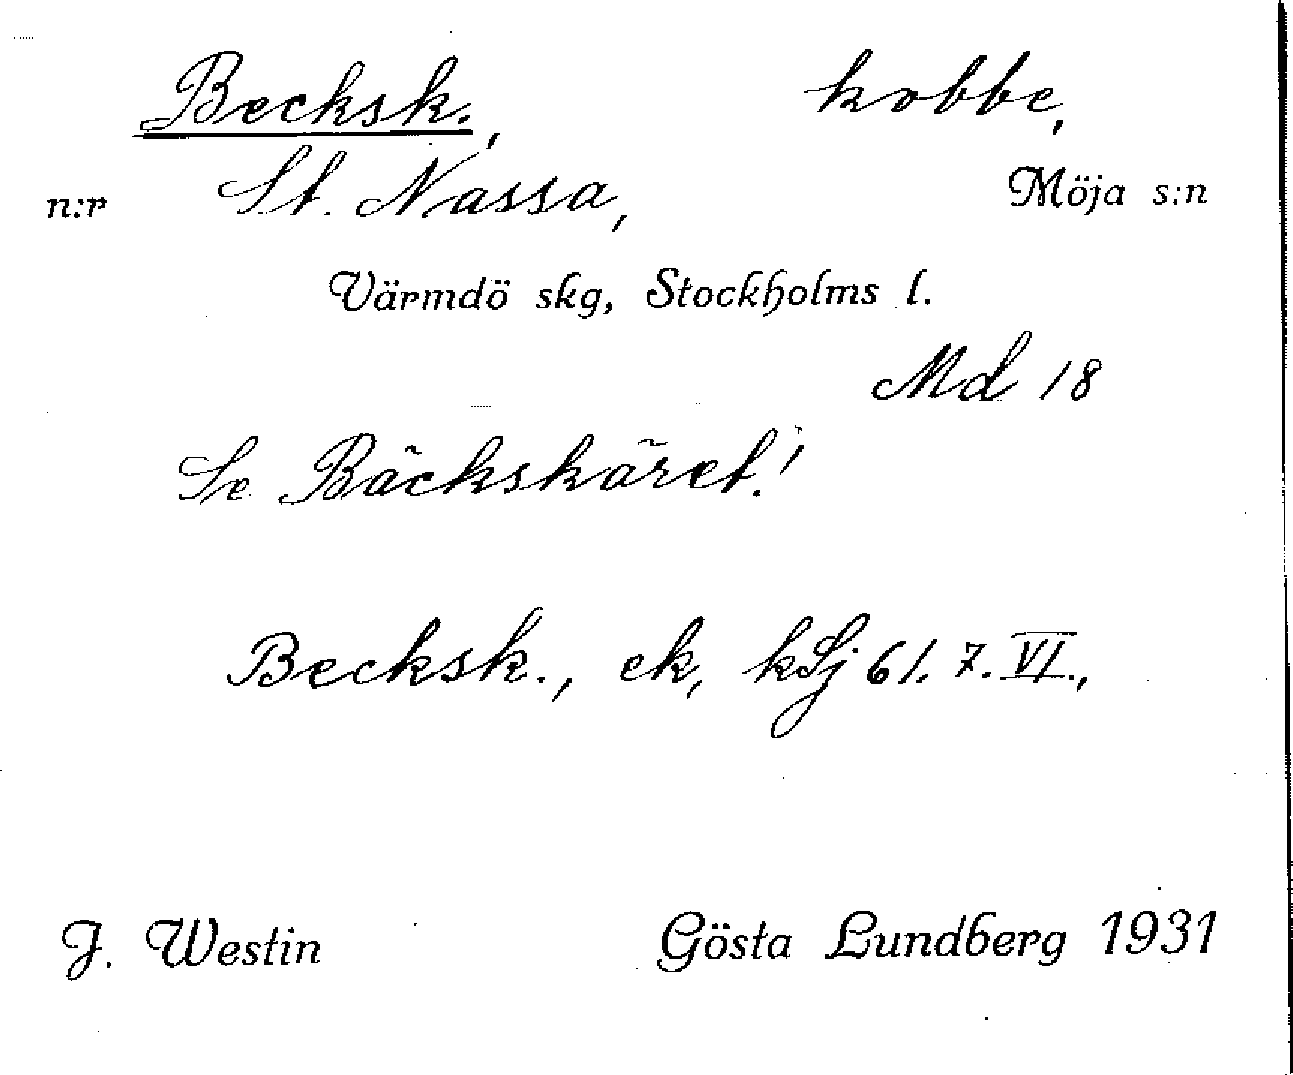 Becksk., kobbe,
n:r St. Nassa, Möja s:n
Värmdö skg, Stockholms l.
Md 18
Se Bäckskäret!
Becksk., ek, kSj 61. 7. VI.,
J. Westin Gösta Lundberg 1931